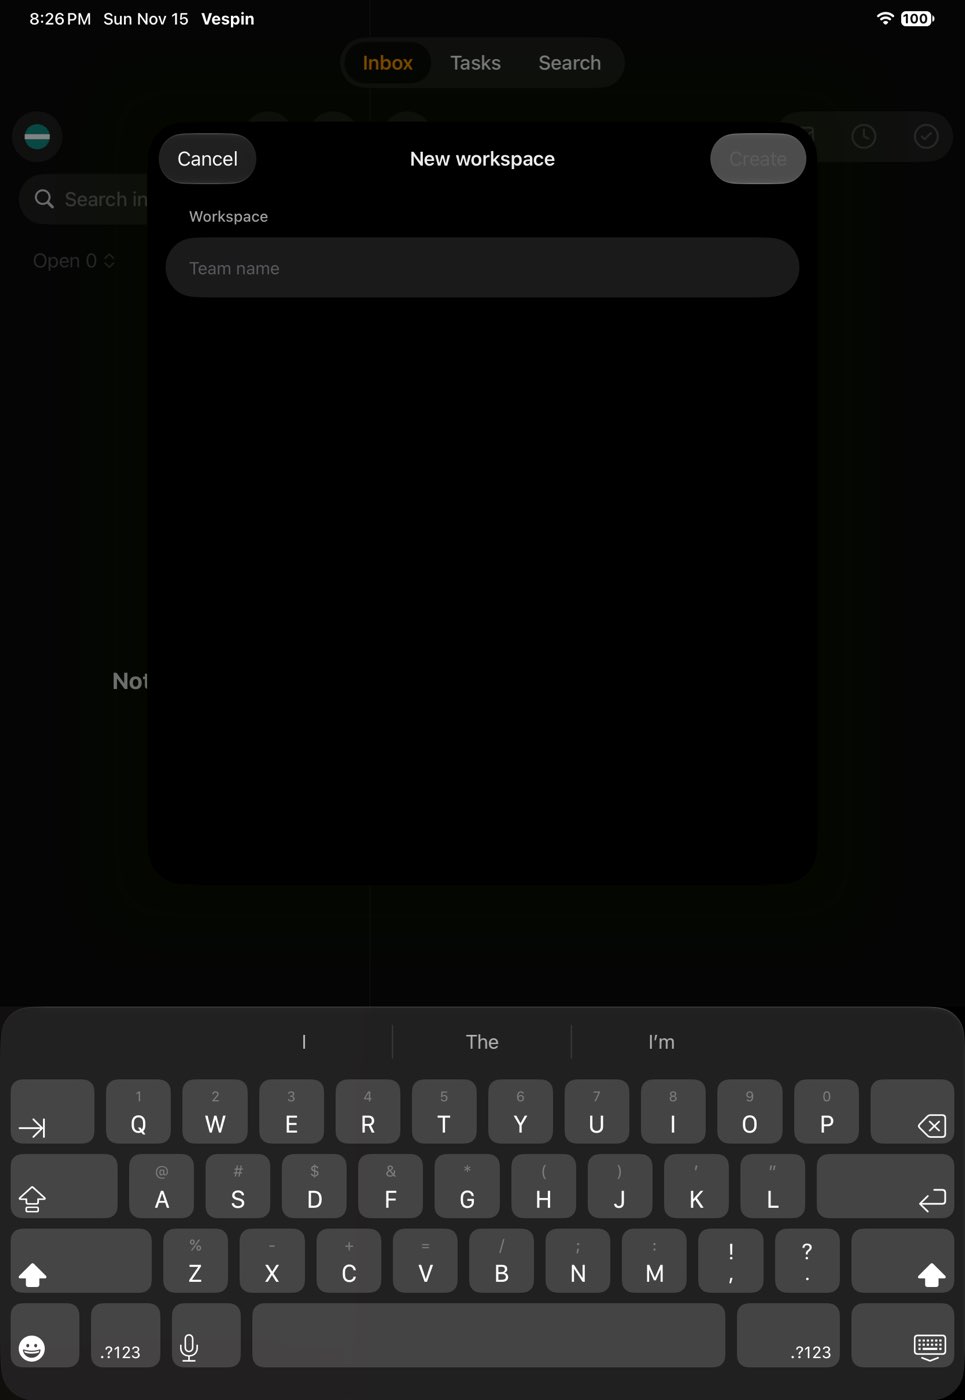 8:26 PM Sun Nov 15 Vespin
100
Inbox Tasks Search
Cancel New workspace Create
Workspace
Search in
Team name
Open 0
Not
I The I'm
1 2 3 4 5 6 7 8 9 0
Q W E R T Y U I O P
@ # $ & * ( ) ' "
A S D F G H J K L
% - + = / ; : ! ?
Z X C V B N M , .
.?123 .?123